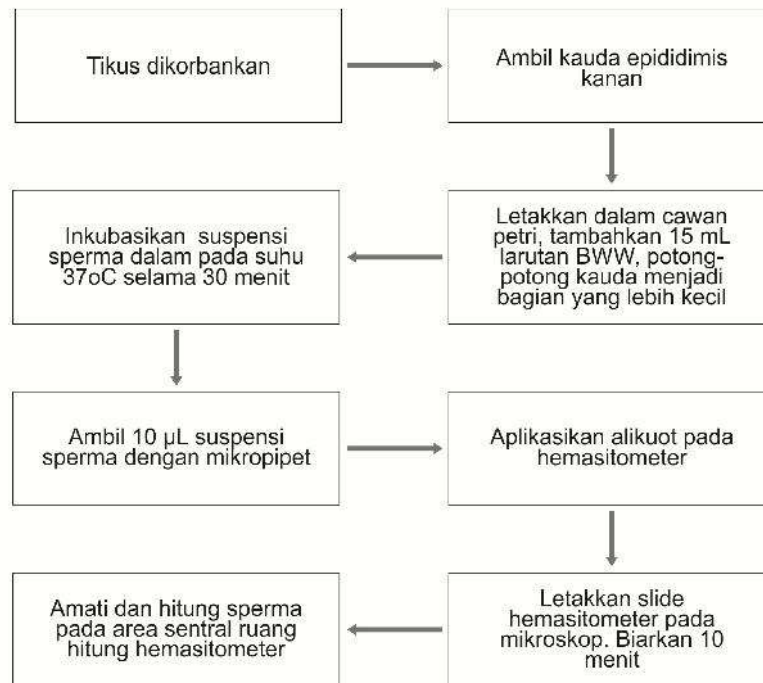 Tikus dikorbankan
Ambil kauda epididimis
kanan
Letakkan dalam cawan
petri, tambahkan 15 mL
larutan BWW, potong-
potong kauda menjadi
bagian yang lebih kecil
Inkubasikan suspensi
sperma dalam pada suhu
37oC selama 30 menit
Ambil 10 µL suspensi
sperma dengan mikropipet
Aplikasikan alikuot pada
hemasitometer
Letakkan slide
hemasitometer pada
mikroskop. Biarkan 10
menit
Amati dan hitung sperma
pada area sentral ruang
hitung hemasitometer